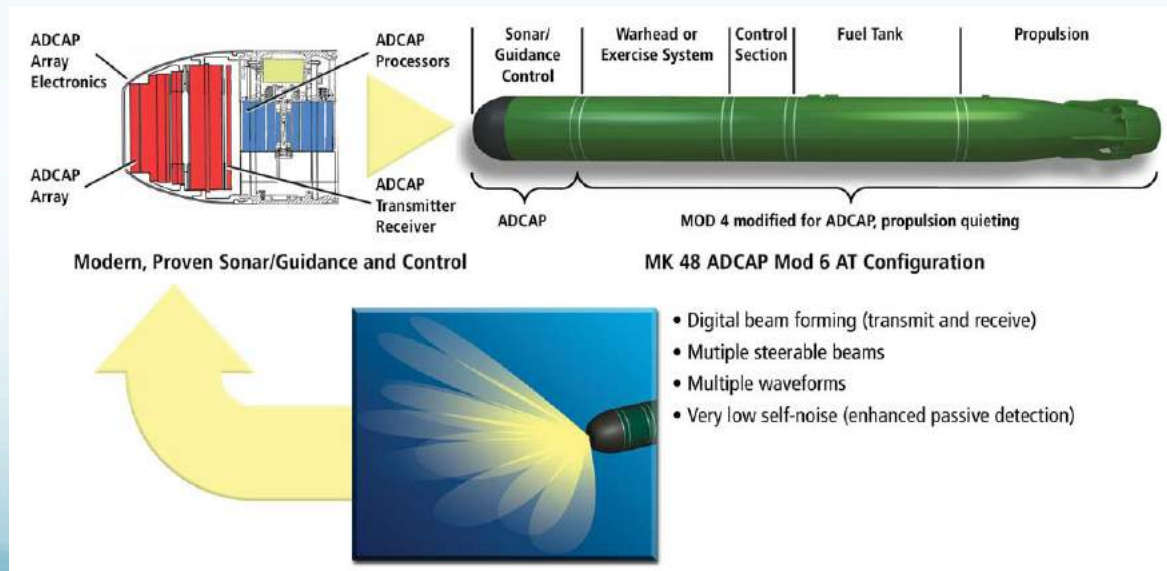 ADCAP
Array
Electronics
ADCAP
Processors
ADCAP
Array
ADCAP
Transmitter
Receiver
Sonar/
Guidance
Control
Warhead or
Exercise System
Control
Section
Fuel Tank
Propulsion
ADCAP
MOD 4 modified for ADCAP, propulsion quieting
Modern, Proven Sonar/Guidance and Control
MK 48 ADCAP Mod 6 AT Configuration
• Digital beam forming (transmit and receive)
• Mutiple steerable beams
• Multiple waveforms
• Very low self-noise (enhanced passive detection)